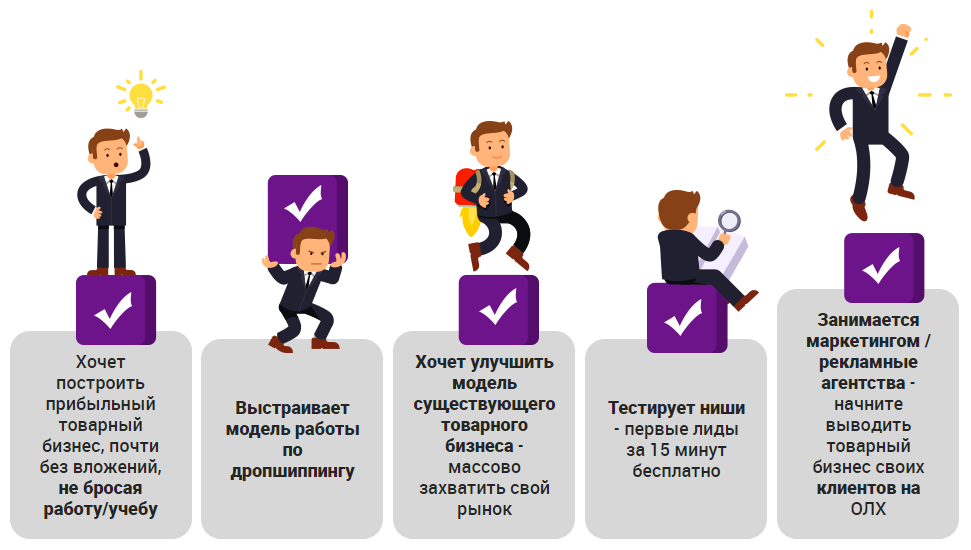 Хочет
построить
прибыльный
товарный
бизнес, почти
без вложений,
не бросая
работу/учебу
Выстраивает
модель работы
по
дропшиппингу
Хочет улучшить
модель
существующего
товарного
бизнеса -
массово
захватить свой
рынок
Тестирует ниши
- первые лиды
за 15 минут
бесплатно
Занимается
маркетингом /
рекламные
агентства -
начните
выводить
товарный
бизнес своих
клиентов на
ОЛХ